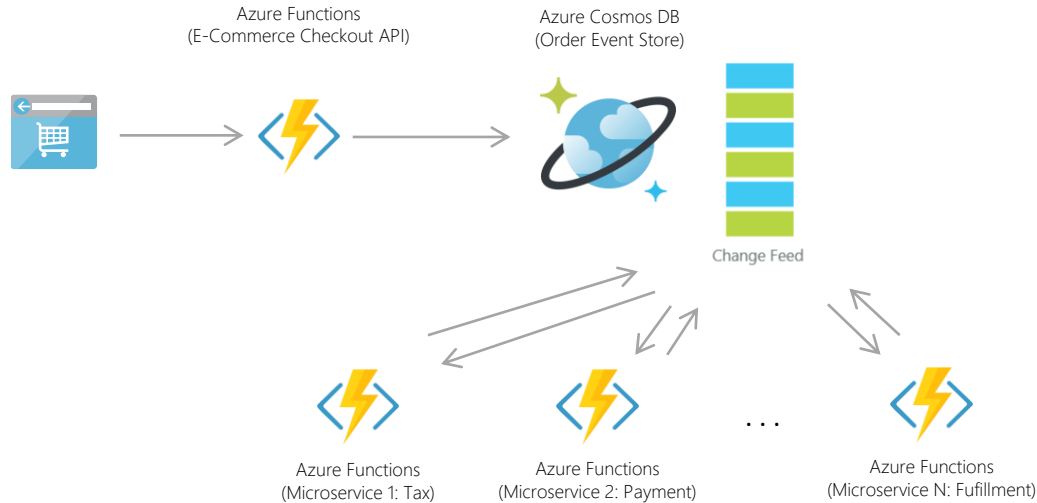 Azure Functions
(E-Commerce Checkout API)
Azure Cosmos DB
(Order Event Store)
Change Feed
Azure Functions
(Microservice 1: Tax)
Azure Functions
(Microservice 2: Payment)
. . .
Azure Functions
(Microservice N: Fufillment)